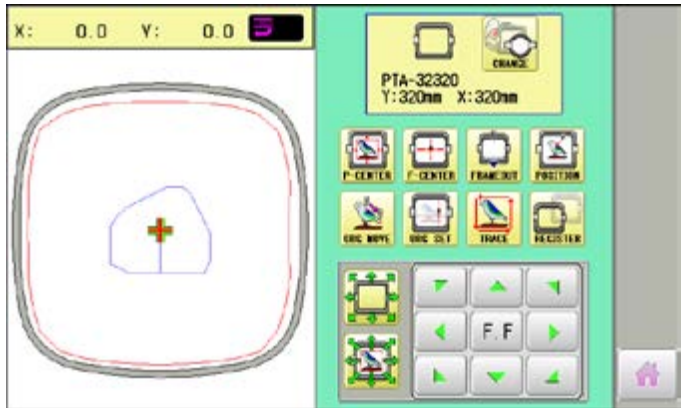 X: 0.0 Y: 0.0
CHANGE
PTA-32320
Y:320mm X:320mm
P-CENTER F-CENTER FRAMEOUT POSITION
ORG MOVE ORG SET TRACE REGISTER
F.F